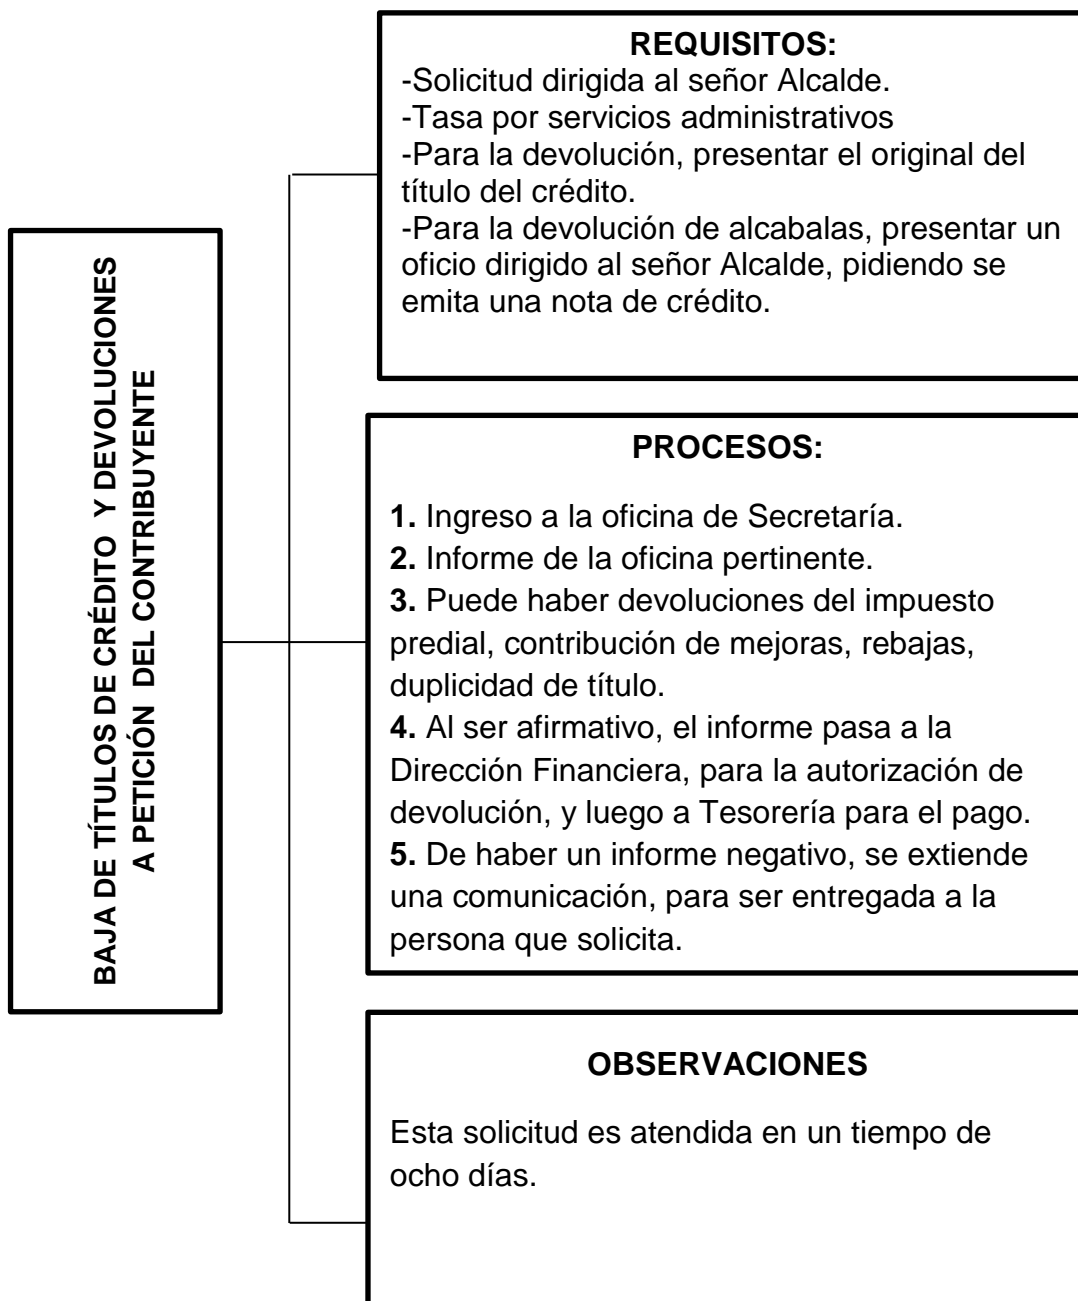 BAJA DE TÍTULOS DE CRÉDITO Y DEVOLUCIONES
A PETICIÓN DEL CONTRIBUYENTE
REQUISITOS:
-Solicitud dirigida al señor Alcalde.
-Tasa por servicios administrativos
-Para la devolución, presentar el original del
título del crédito.
-Para la devolución de alcabalas, presentar un
oficio dirigido al señor Alcalde, pidiendo se
emita una nota de crédito.
PROCESOS:
1. Ingreso a la oficina de Secretaría.
2. Informe de la oficina pertinente.
3. Puede haber devoluciones del impuesto
predial, contribución de mejoras, rebajas,
duplicidad de título.
4. Al ser afirmativo, el informe pasa a la
Dirección Financiera, para la autorización de
devolución, y luego a Tesorería para el pago.
5. De haber un informe negativo, se extiende
una comunicación, para ser entregada a la
persona que solicita.
OBSERVACIONES
Esta solicitud es atendida en un tiempo de
ocho días.